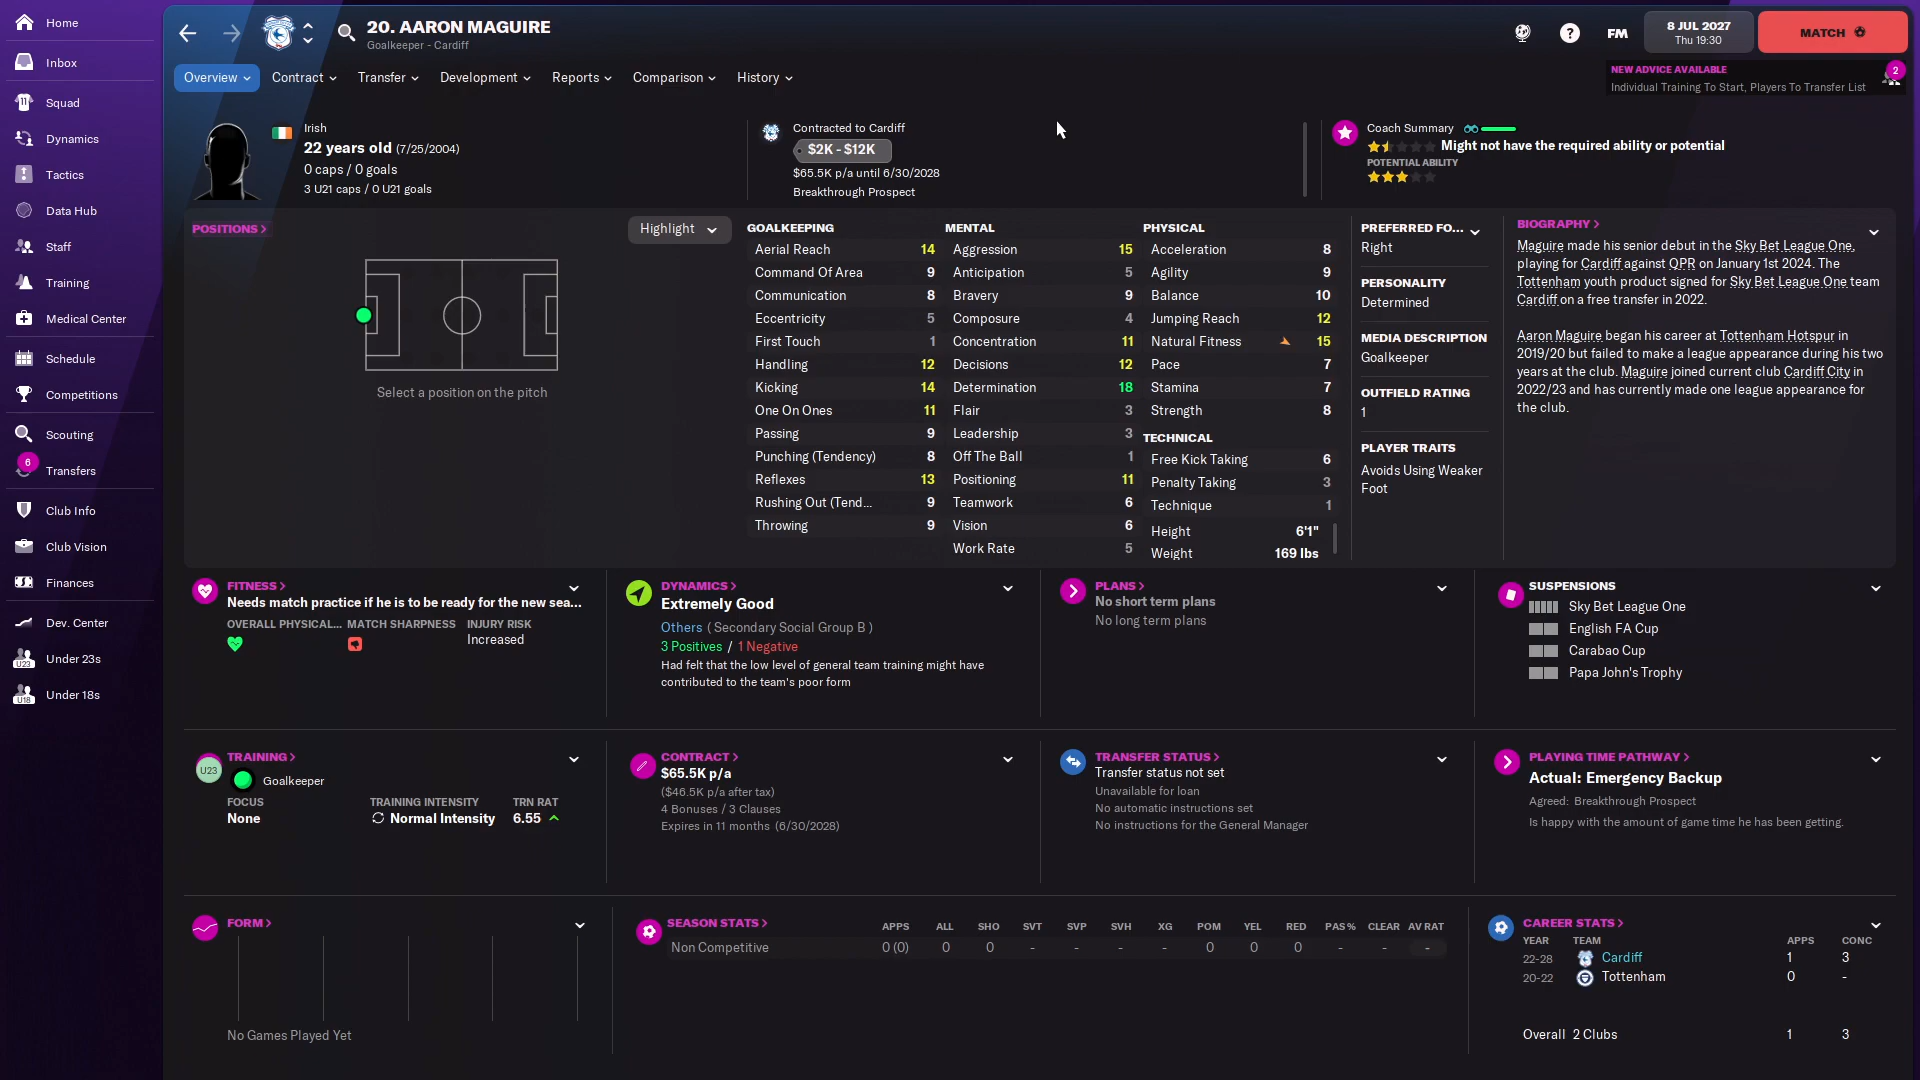 Home
Inbox
Squad
Dynamics
Tactics
Data Hub
Staff
Training
Medical Center
Schedule
Competitions
Scouting
6
Transfers
Club Info
Club Vision
Finances
Dev. Center
U23
Under 23s
U18
Under 18s
20. AARON MAGUIRE
Goalkeeper - Cardiff
?
FM
8 JUL 2027
Thu 19:30
MATCH
Overview
Contract
Transfer
Development
Reports
Comparison
History
NEW ADVICE AVAILABLE
Individual Training To Start, Players To Transfer List
2
Irish
22 years old (7/25/2004)
0 caps / 0 goals
3 U21 caps / 0 U21 goals
Contracted to Cardiff
$2K - $12K
$65.5K p/a until 6/30/2028
Breakthrough Prospect
Coach Summary
Might not have the required ability or potential
POTENTIAL ABILITY
POSITIONS >
Highlight
Select a position on the pitch
GOALKEEPING
Aerial Reach 14
Command Of Area 9
Communication 8
Eccentricity 5
First Touch 1
Handling 12
Kicking 14
One On Ones 11
Passing 9
Punching (Tendency) 8
Reflexes 13
Rushing Out (Tend... 9
Throwing 9
MENTAL
Aggression 15
Anticipation 5
Bravery 9
Composure 4
Concentration 11
Decisions 12
Determination 18
Flair 3
Leadership 3
Off The Ball 1
Positioning 11
Teamwork 6
Vision 6
Work Rate 5
PHYSICAL
Acceleration 8
Agility 9
Balance 10
Jumping Reach 12
Natural Fitness 15
Pace 7
Stamina 7
Strength 8
TECHNICAL
Free Kick Taking 6
Penalty Taking 3
Technique 1
Height 6'1"
Weight 169 lbs
PREFERRED FO...
Right
PERSONALITY
Determined
MEDIA DESCRIPTION
Goalkeeper
OUTFIELD RATING
1
PLAYER TRAITS
Avoids Using Weaker
Foot
BIOGRAPHY >
Maguire made his senior debut in the Sky Bet League One,
playing for Cardiff against QPR on January 1st 2024. The
Tottenham youth product signed for Sky Bet League One team
Cardiff on a free transfer in 2022.
Aaron Maguire began his career at Tottenham Hotspur in
2019/20 but failed to make a league appearance during his two
years at the club. Maguire joined current club Cardiff City in
2022/23 and has currently made one league appearance for
the club.
FITNESS >
Needs match practice if he is to be ready for the new sea...
OVERALL PHYSICAL... MATCH SHARPNESS INJURY RISK
Increased
DYNAMICS >
Extremely Good
Others ( Secondary Social Group B )
3 Positives / 1 Negative
Had felt that the low level of general team training might have
contributed to the team's poor form
PLANS >
No short term plans
No long term plans
SUSPENSIONS
Sky Bet League One
English FA Cup
Carabao Cup
Papa John's Trophy
TRAINING >
U23
Goalkeeper
FOCUS TRAINING INTENSITY TRN RAT
None Normal Intensity 6.55
CONTRACT >
$65.5K p/a
($46.5K p/a after tax)
4 Bonuses / 3 Clauses
Expires in 11 months (6/30/2028)
TRANSFER STATUS >
Transfer status not set
Unavailable for loan
No automatic instructions set
No instructions for the General Manager
PLAYING TIME PATHWAY >
Actual: Emergency Backup
Agreed: Breakthrough Prospect
Is happy with the amount of game time he has been getting.
FORM >
No Games Played Yet
SEASON STATS > APPS ALL SHO SVT SVP SVH XG POM YEL RED PAS % CLEAR AV RAT
Non Competitive 0 (0) 0 0 - - - - 0 0 0 - - -
CAREER STATS >
YEAR TEAM APPS CONC
22-28 Cardiff 1 3
20-22 Tottenham 0 -
Overall 2 Clubs 1 3